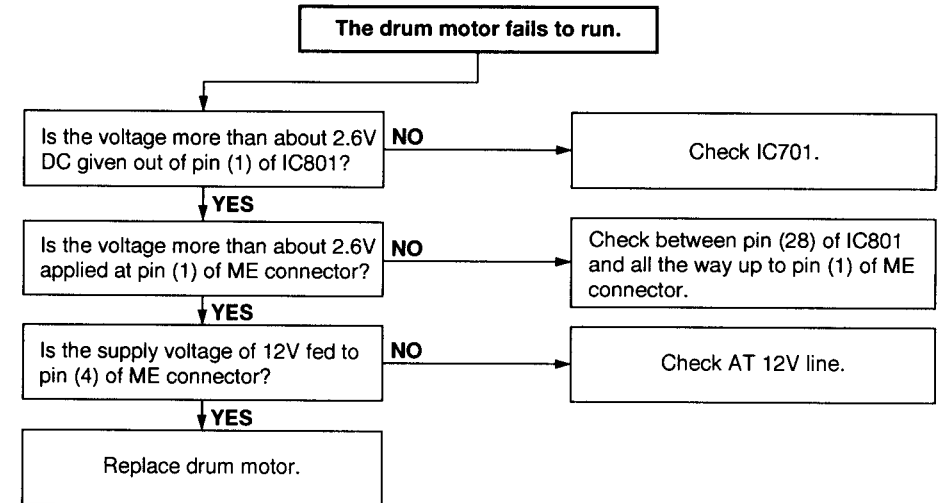 The drum motor fails to run.
Is the voltage more than about 2.6V
DC given out of pin (1) of IC801?
NO
Check IC701.
YES
Is the voltage more than about 2.6V
applied at pin (1) of ME connector?
NO
Check between pin (28) of IC801
and all the way up to pin (1) of ME
connector.
YES
Is the supply voltage of 12V fed to
pin (4) of ME connector?
NO
Check AT 12V line.
YES
Replace drum motor.